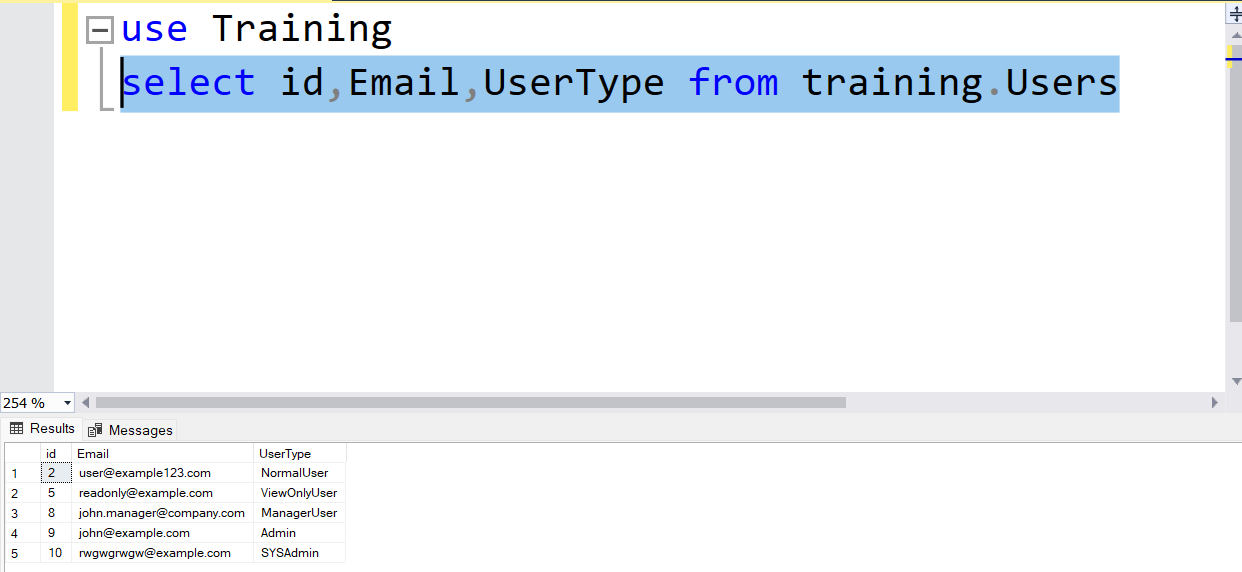 use Training
select id,Email,UserType from training.Users
254 %
Results Messages
id Email UserType
1 2 user@example123.com NormalUser
2 5 readonly@example.com ViewOnlyUser
3 8 john.manager@company.com ManagerUser
4 9 john@example.com Admin
5 10 rwgwgrwgw@example.com SYSAdmin